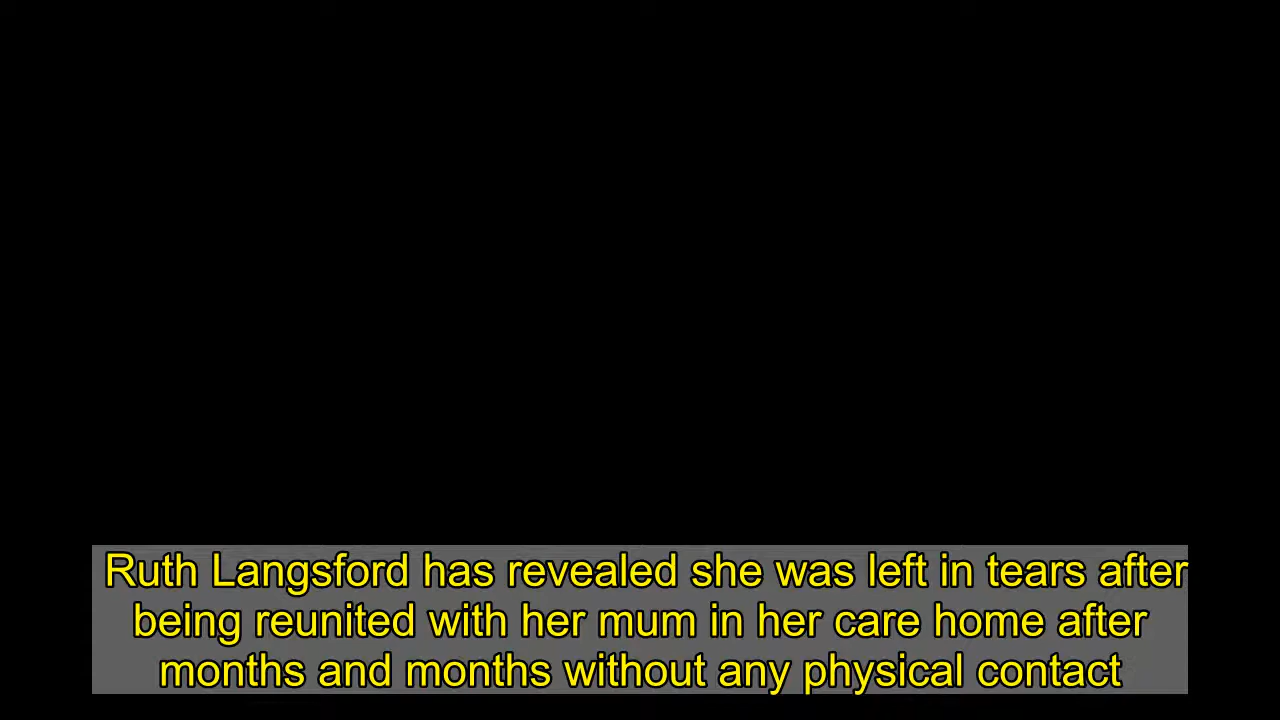 Ruth Langsford has revealed she was left in tears after
being reunited with her mum in her care home after
months and months without any physical contact